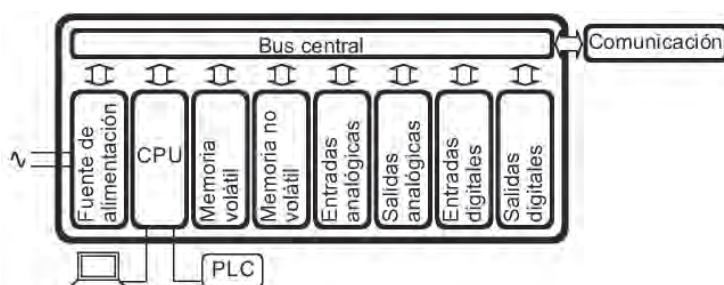 Bus central
Comunicación
Fuente de
alimentación
CPU
Memoria
volátil
Memoria no
volátil
Entradas
analógicas
Salidas
analógicas
Entradas
digitales
Salidas
digitales
PLC